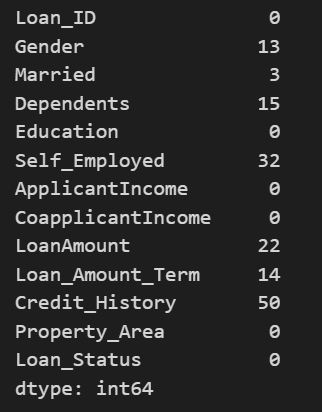 Loan_ID 0
Gender 13
Married 3
Dependents 15
Education 0
Self_Employed 32
ApplicantIncome 0
CoapplicantIncome 0
LoanAmount 22
Loan_Amount_Term 14
Credit_History 50
Property_Area 0
Loan_Status 0
dtype: int64